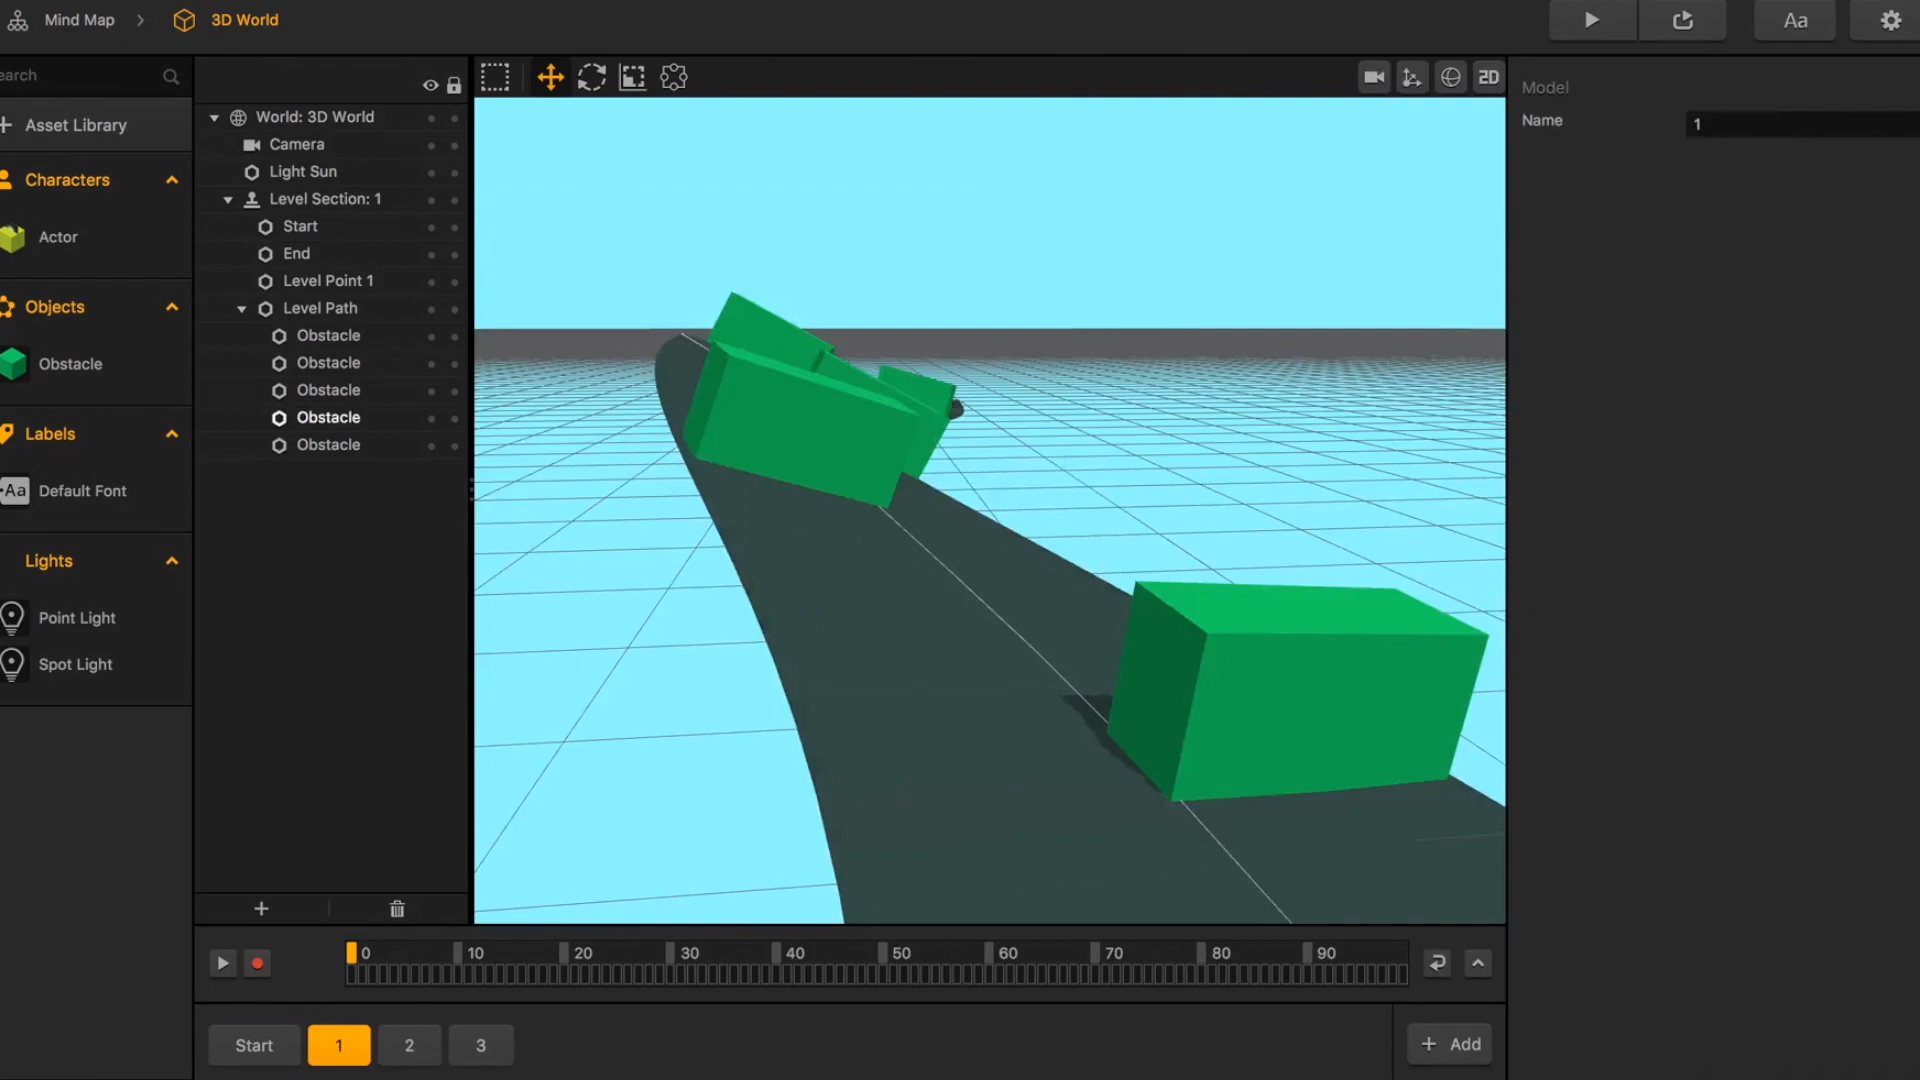 Mind Map
3D World
Aa
earch
Asset Library
Characters
Actor
Objects
Obstacle
Labels
Aa
Default Font
Lights
Point Light
Spot Light
World: 3D World
Camera
Light Sun
Level Section: 1
Start
End
Level Point 1
Level Path
Obstacle
Obstacle
Obstacle
Obstacle
Obstacle
2D
Model
Name
1
0 10 20 30 40 50 60 70 80 90
Start 1 2 3
Add